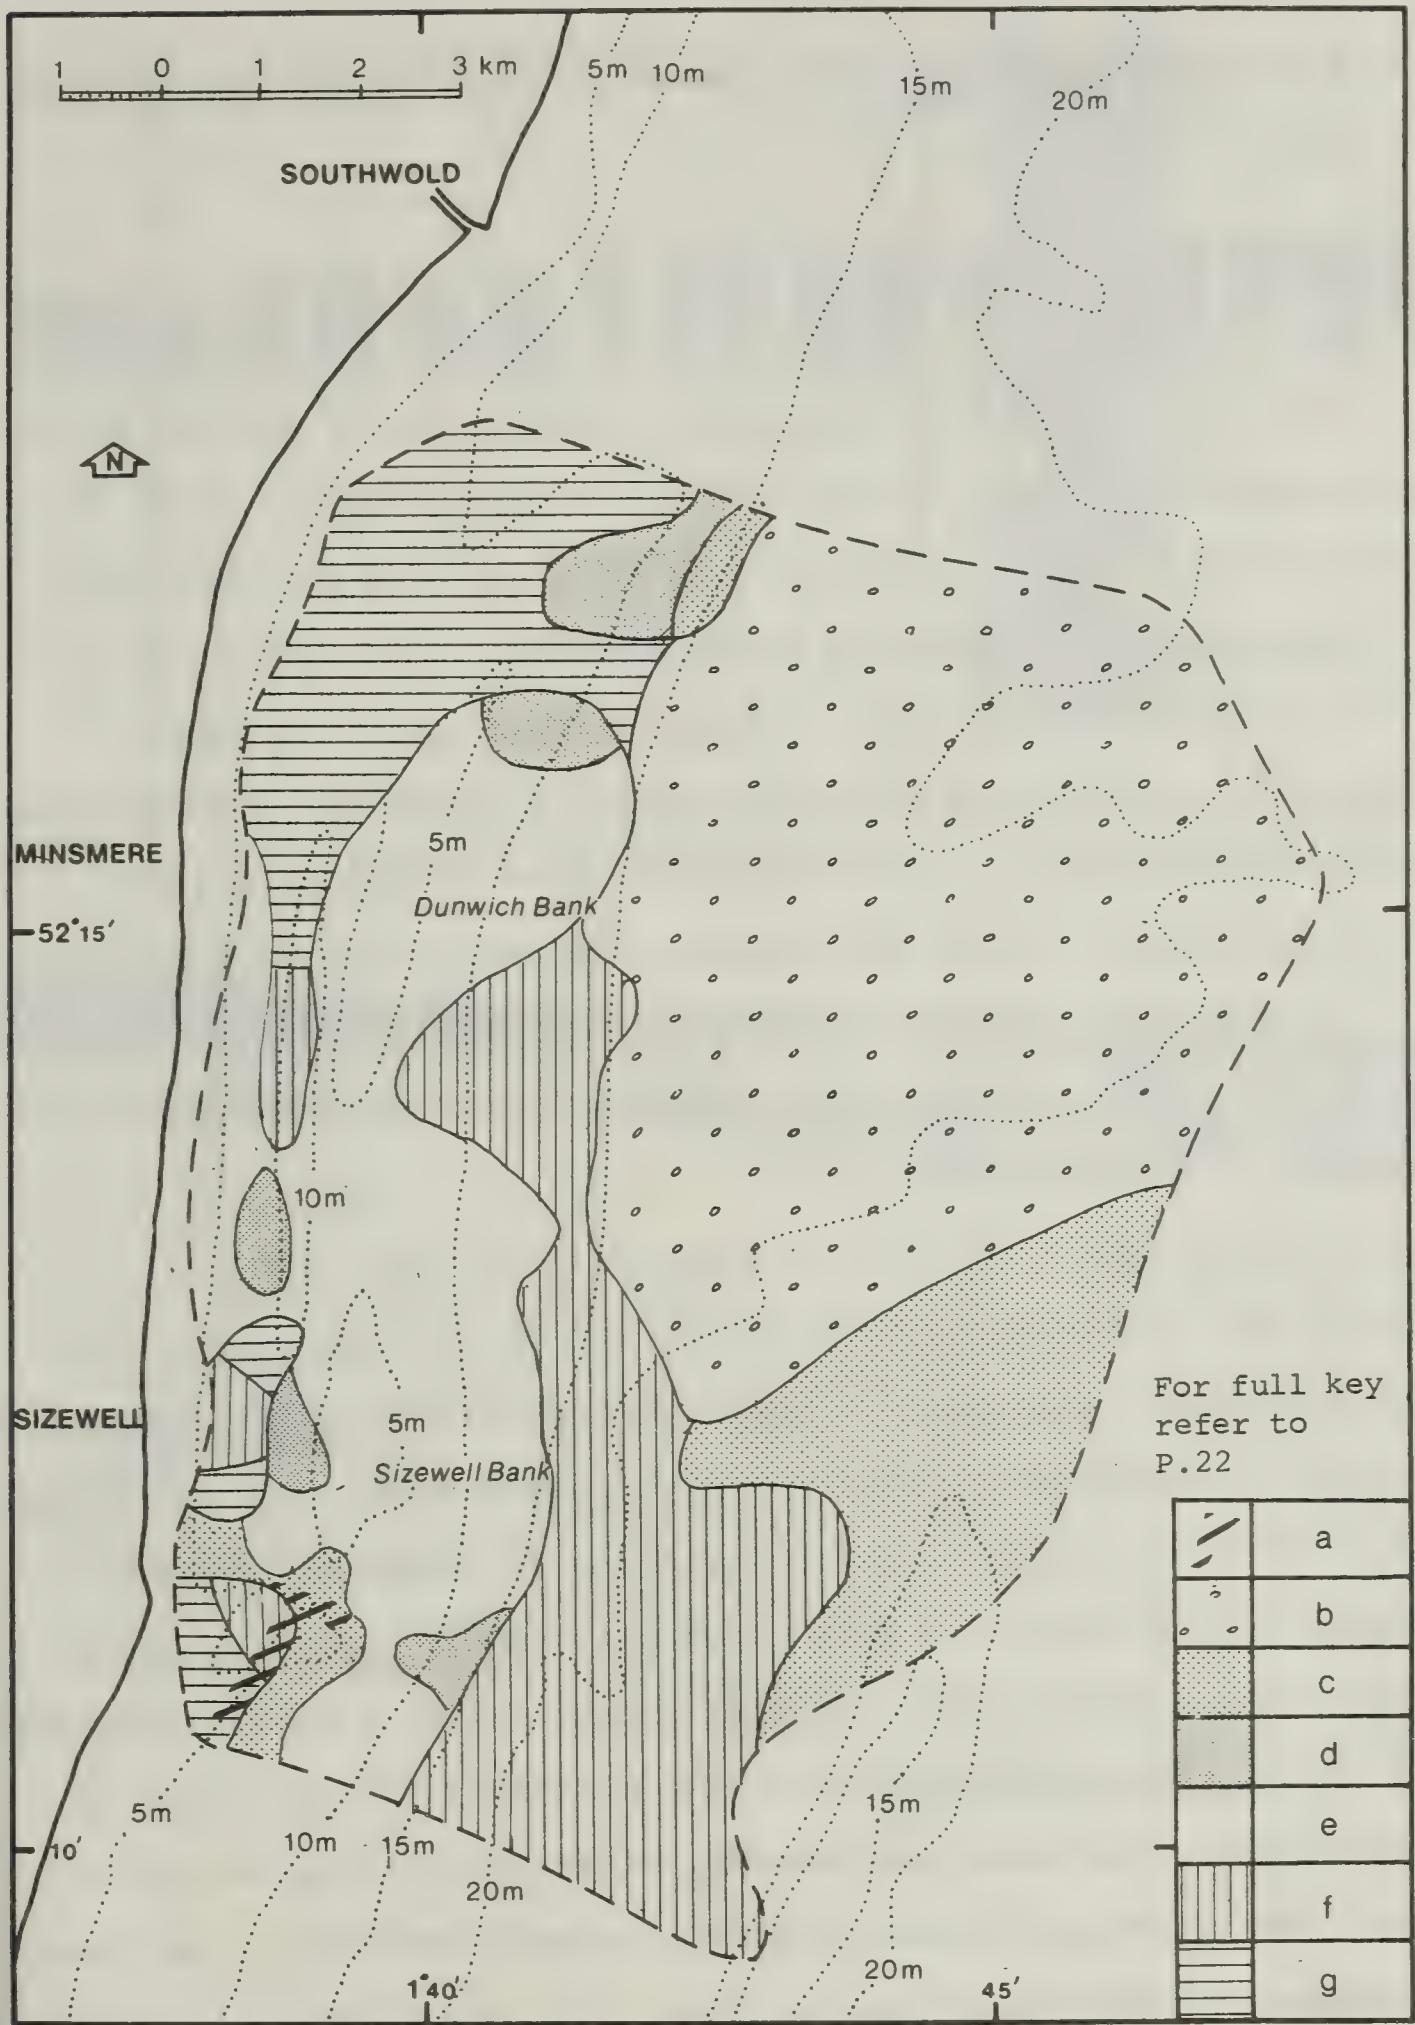 1 0 1 2 3 km
5m 10m
15m
20m
SOUTHWOLD
N
5m
MINSMERE
Dunwich Bank
52°15′
10m
For full key
refer to
P.22
SIZEWELL
5m
Sizewell Bank
a
b
c
d
e
f
g
5m
10m
15m
15m
10′
20m
20m
1°40′
45′